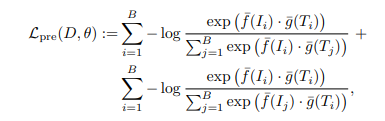 \mathcal{L}_{\mathrm{pre}}(D, \theta) := \sum_{i=1}^{B} -\log \frac{\exp\left(\bar{f}(I_i) \cdot \bar{g}(T_i)\right)}{\sum_{j=1}^{B} \exp\left(\bar{f}(I_i) \cdot \bar{g}(T_j)\right)} +
\sum_{i=1}^{B} -\log \frac{\exp\left(\bar{f}(I_i) \cdot \bar{g}(T_i)\right)}{\sum_{j=1}^{B} \exp\left(\bar{f}(I_j) \cdot \bar{g}(T_i)\right)},